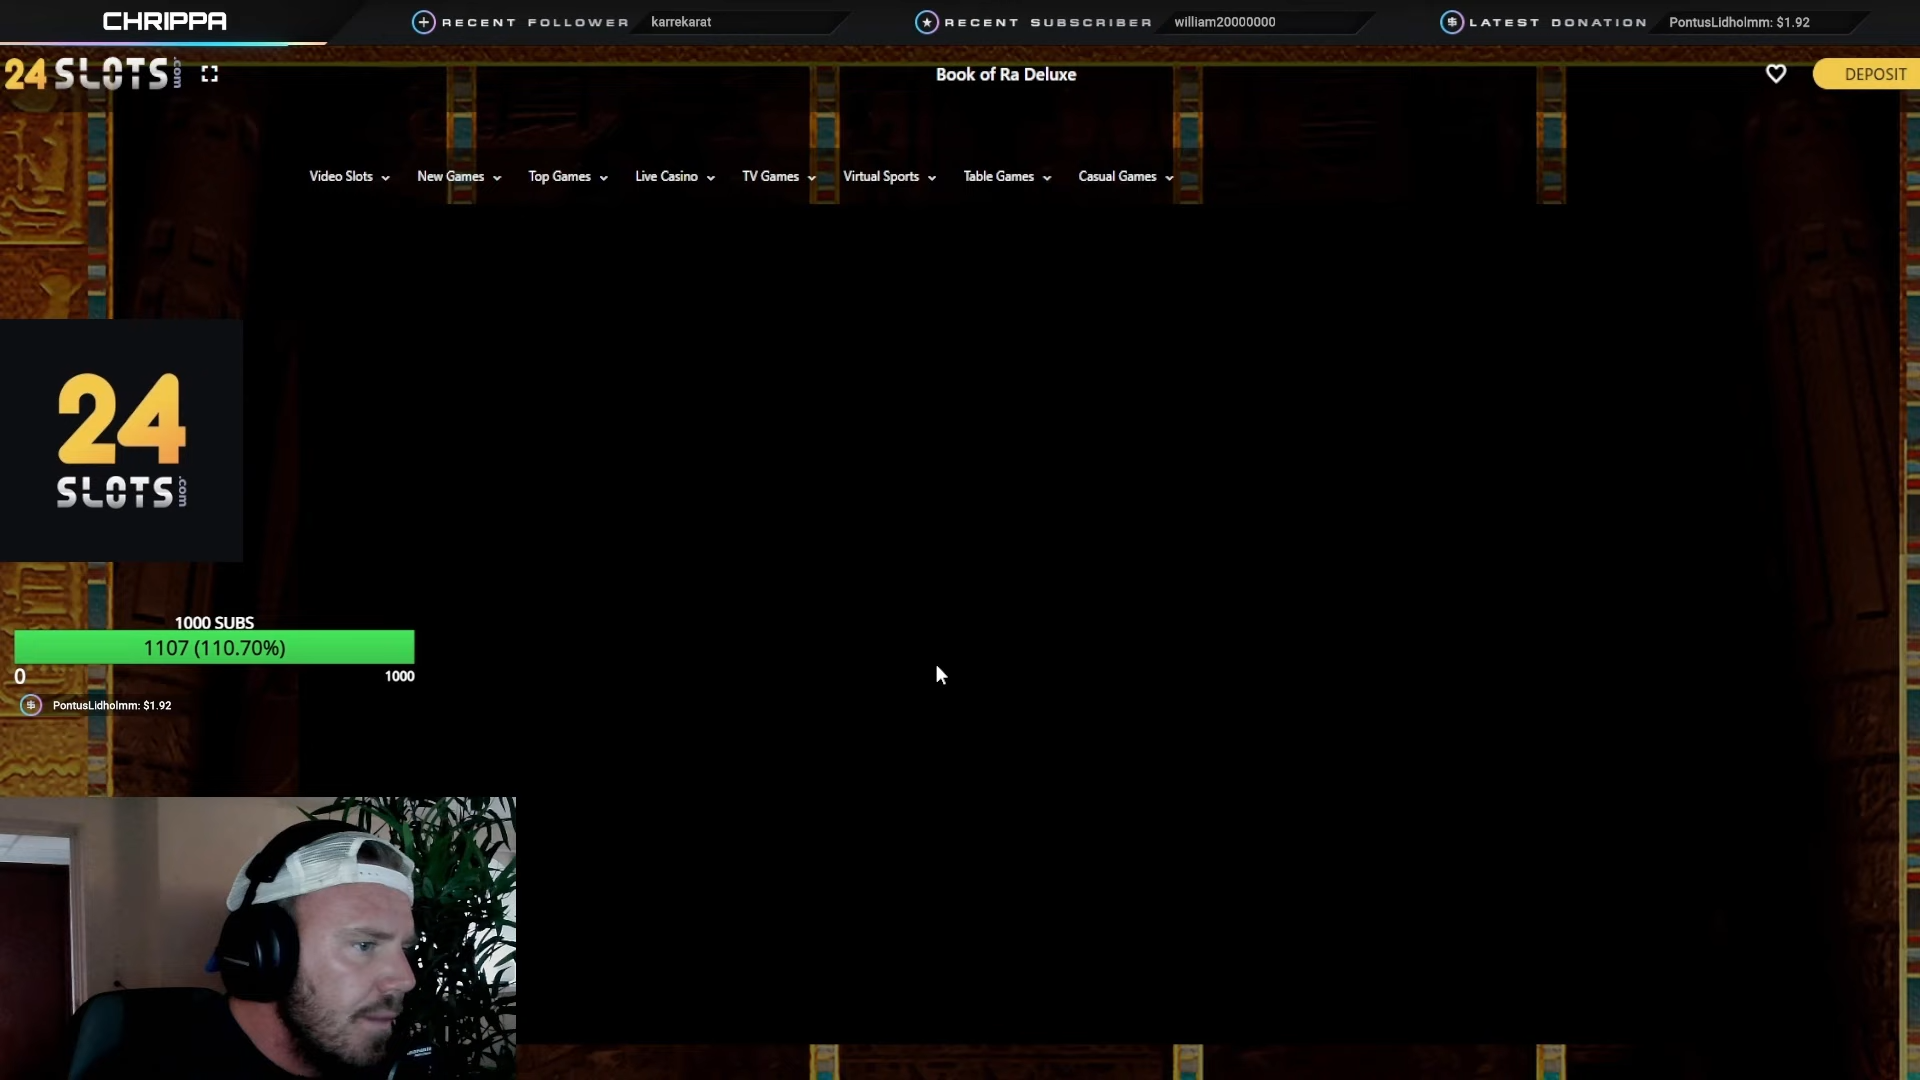 CHRIPPA
RECENT FOLLOWER karrekarat
RECENT SUBSCRIBER william20000000
LATEST DONATION PontusLidholmm: $1.92
24 SLOTS .com
Book of Ra Deluxe
DEPOSIT
Video Slots
New Games
Top Games
Live Casino
TV Games
Virtual Sports
Table Games
Casual Games
24
SLOTS .com
1000 SUBS
1107 (110.70%)
0 1000
PontusLidholmm: $1.92